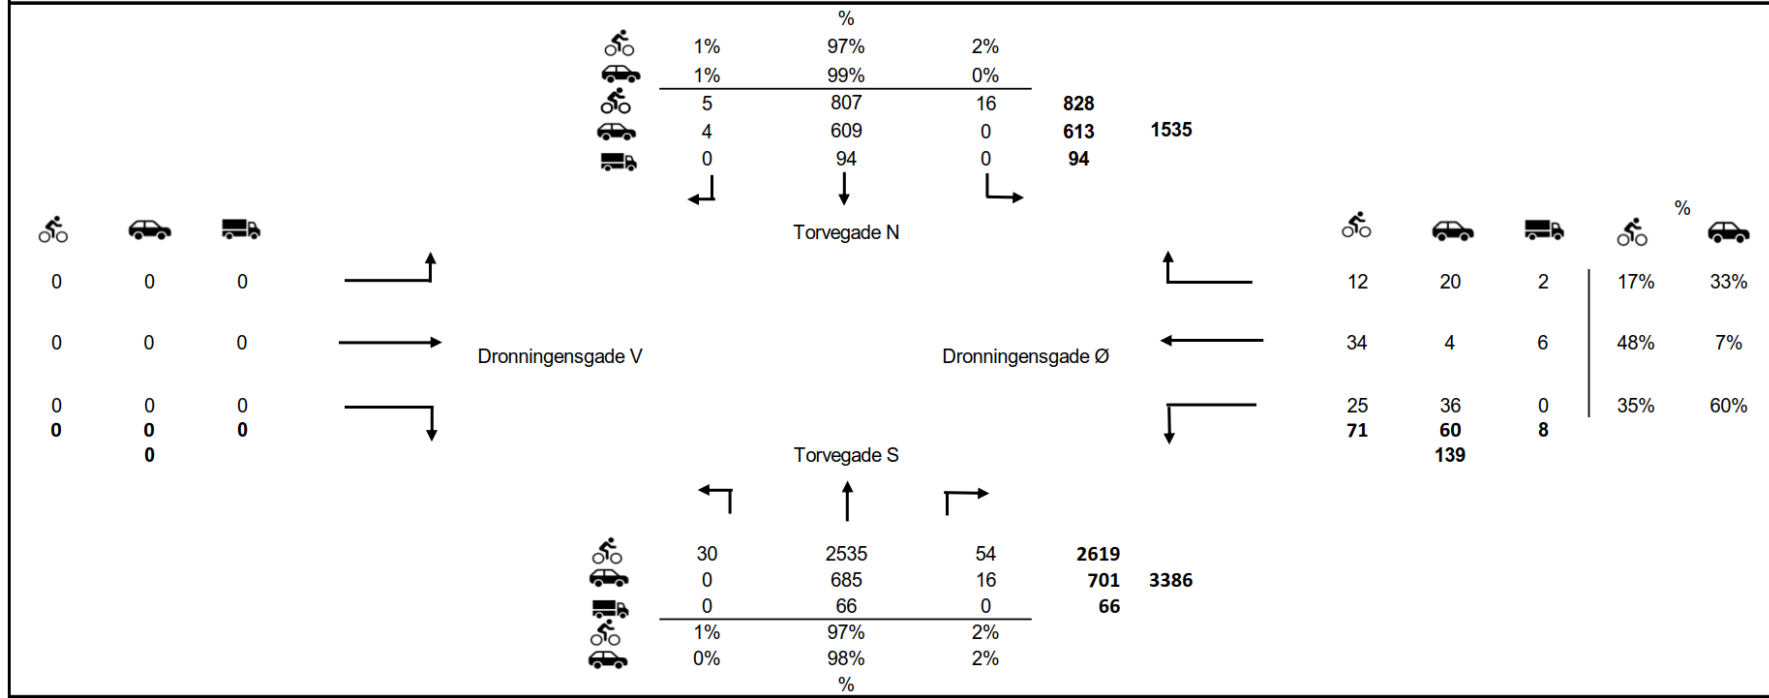 %
1% 97% 2%
1% 99% 0%
5 807 16 828
4 609 0 613 1535
0 94 0 94
%
Torvegade N
0 0 0 12 20 2 17% 33%
0 0 0 34 4 6 48% 7%
Dronningensgade V Dronningensgade Ø
0 0 0 25 36 0 35% 60%
0 0 0 71 60 8
0 Torvegade S 139
30 2535 54 2619
0 685 16 701 3386
0 66 0 66
1% 97% 2%
0% 98% 2%
%